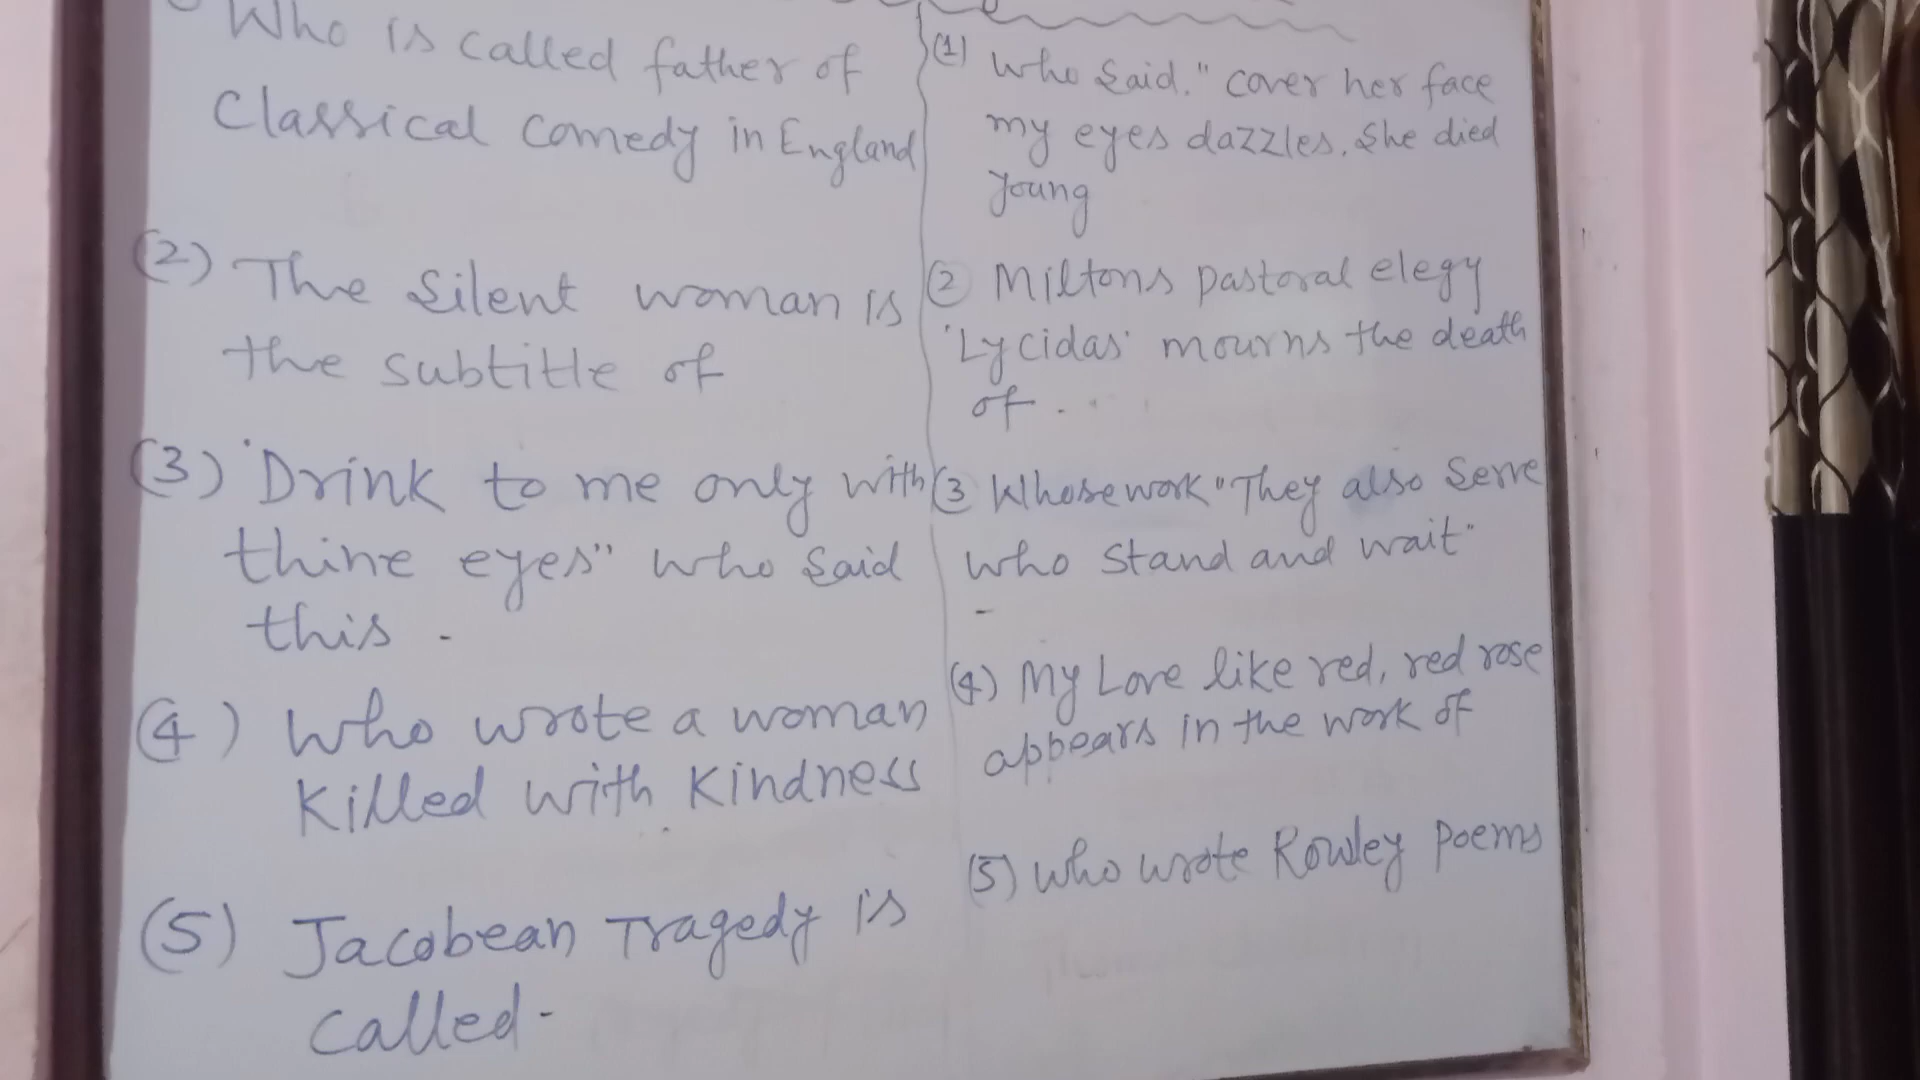 Who is called father of
Classical comedy in England
(2) The Silent woman is
the subtitle of
(3) "Drink to me only with
thine eyes" who said
this.
(4) Who wrote a woman
killed with kindness
(5) Jacobean Tragedy is
called-
(1) who said." cover her face
my eyes dazzles. she died
young
(2 Miltons pastoral elegy
'Lycidas' mourns the death
of..
(3 Whose work "They also serve
who stand and wait"
-
(4) My Love like red, red rose
appears in the work of
(5) who wrote Rowley poems